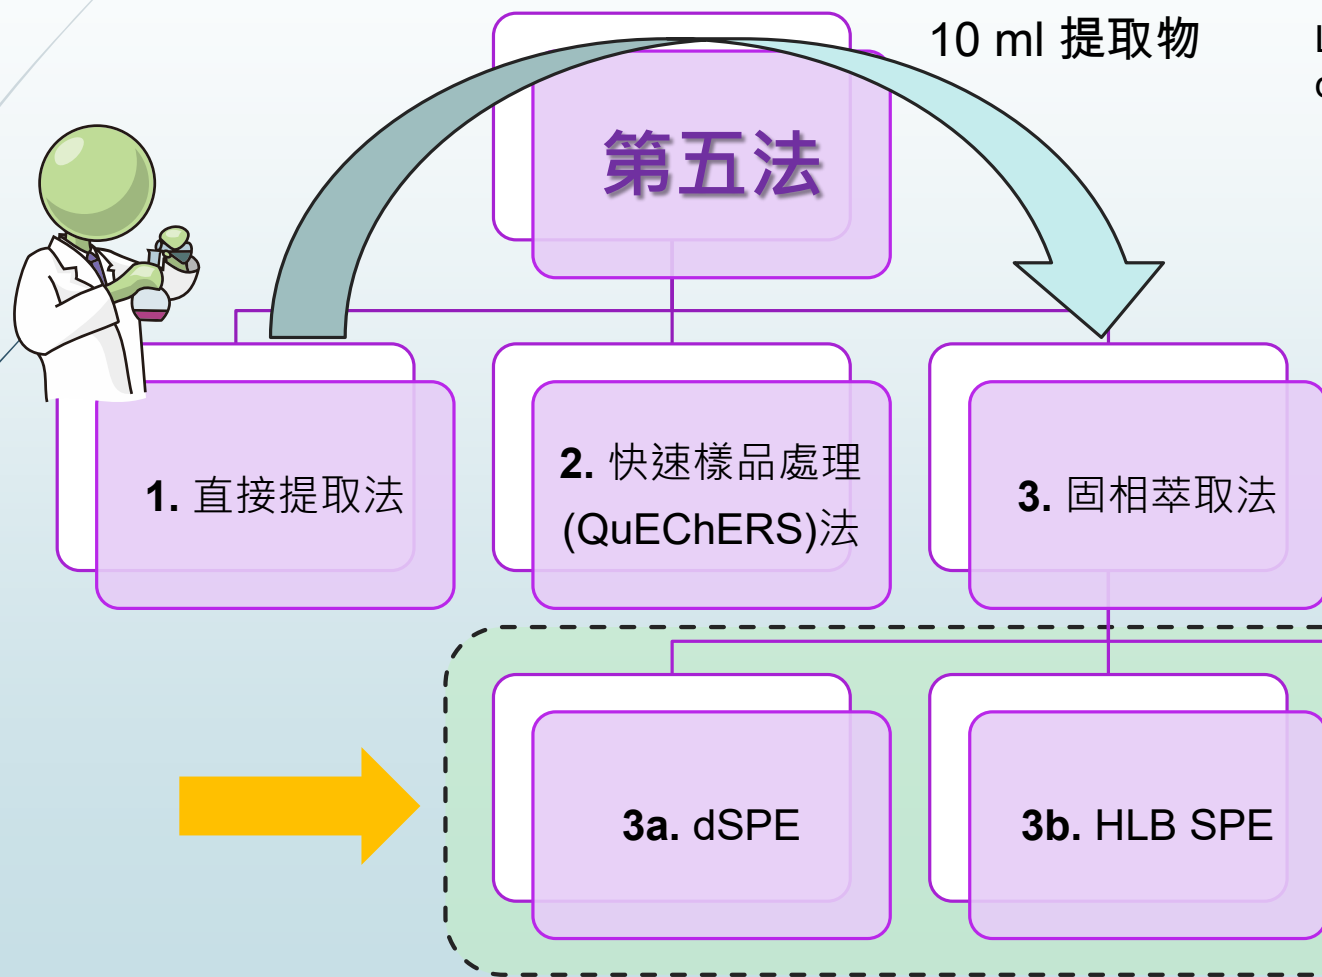 10 ml 提取物
第五法
1. 直接提取法
2. 快速樣品處理
(QuEChERS)法
3. 固相萃取法
3a. dSPE
3b. HLB SPE